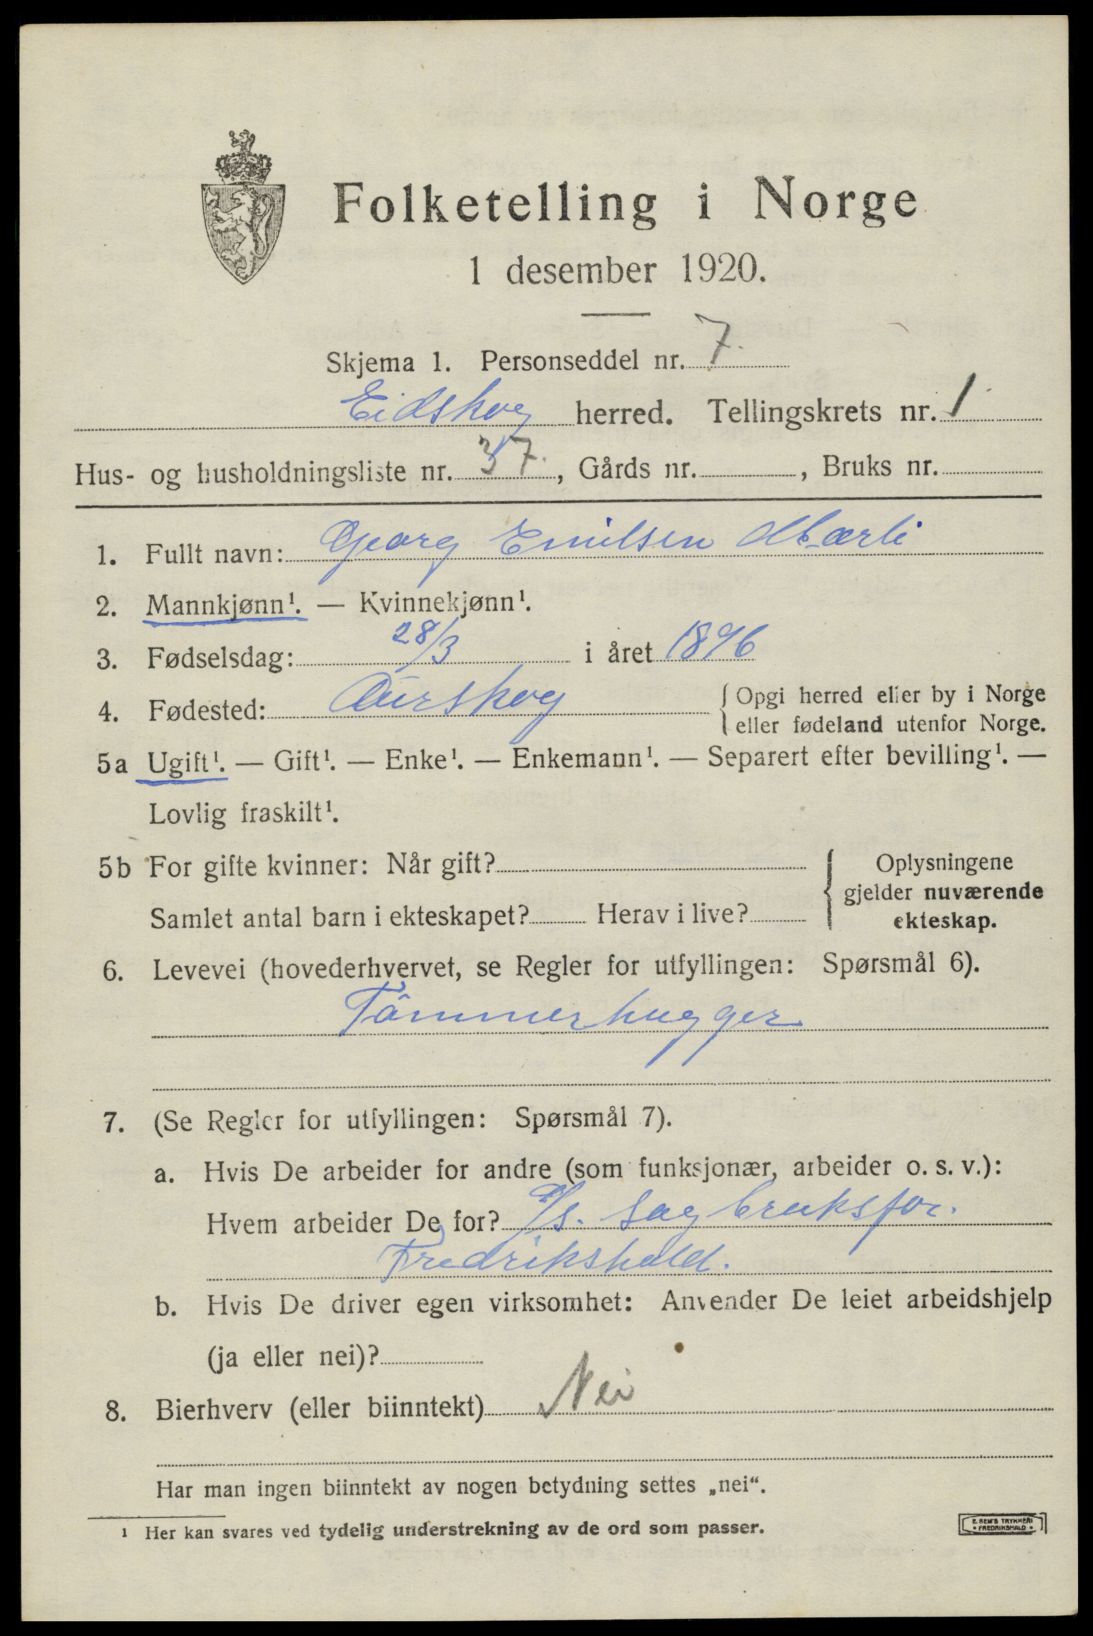 Folketelling i Norge
1 desember 1920.
Skjema 1. Personseddel nr. 7.
Eidskog herred. Tellingskrets nr. 1
Hus- og husholdningsliste nr. 37. , Gårds nr. , Bruks nr.
1. Fullt navn: Georg Emilsen Mærli
2. Mannkjønn¹. — Kvinnekjønn¹.
3. Fødselsdag: 28/3 i året 1896
4. Fødested: Aurskog { Opgi herred eller by i Norge
eller fødeland utenfor Norge.
5a Ugift¹. — Gift¹. — Enke¹. — Enkemann¹. — Separert efter bevilling¹. —
Lovlig fraskilt¹.
5b For gifte kvinner: Når gift?
Samlet antal barn i ekteskapet? Herav i live?
{ Oplysningene
gjelder nuværende
ekteskap.
6. Levevei (hovederhvervet, se Regler for utfyllingen: Spørsmål 6).
Tømmerhugger
7. (Se Regler for utfyllingen: Spørsmål 7).
a. Hvis De arbeider for andre (som funksjonær, arbeider o. s. v.):
Hvem arbeider De for? A/s. Sagbruksfor.
Fredrikshald.
b. Hvis De driver egen virksomhet: Anvender De leiet arbeidshjelp
(ja eller nei)?
8. Bierhverv (eller biinntekt) Nei
Har man ingen biinntekt av nogen betydning settes „nei“.
¹ Her kan svares ved tydelig understrekning av de ord som passer.
E. SEM'S TRYKKERI
• FREDRIKSHALD •